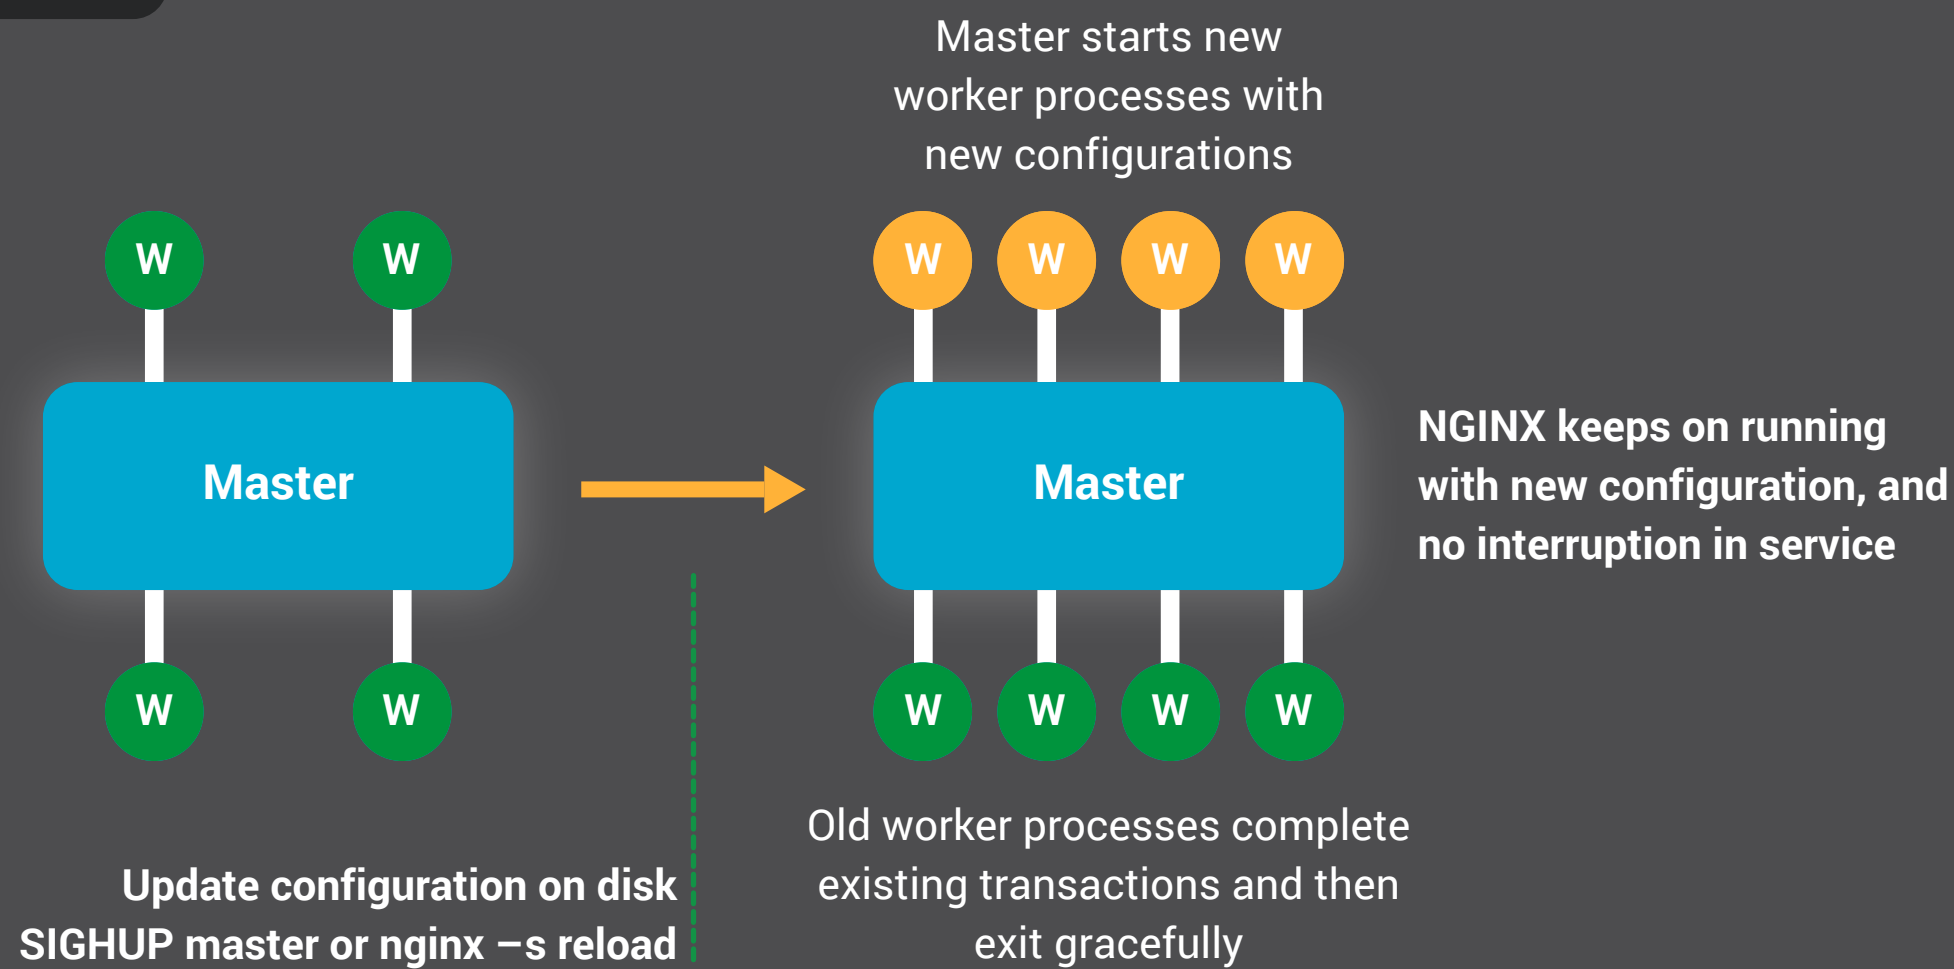 Master starts new
worker processes with
new configurations
W
W
W
W
W
W
Master
Master
NGINX keeps on running
with new configuration, and
no interruption in service
W
W
W
W
W
W
Update configuration on disk
SIGHUP master or nginx –s reload
Old worker processes complete
existing transactions and then
exit gracefully